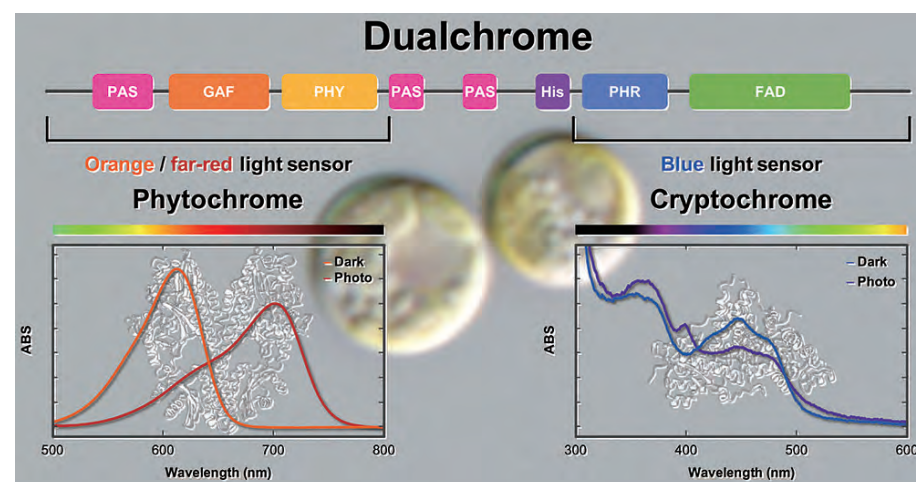 Dualchrome
PAS GAF PHY PAS PAS His PHR FAD
Orange / far-red light sensor
Phytochrome
Dark
Photo
ABS
500 600 700 800
Wavelength (nm)
Blue light sensor
Cryptochrome
Dark
Photo
ABS
300 400 500 600
Wavelength (nm)